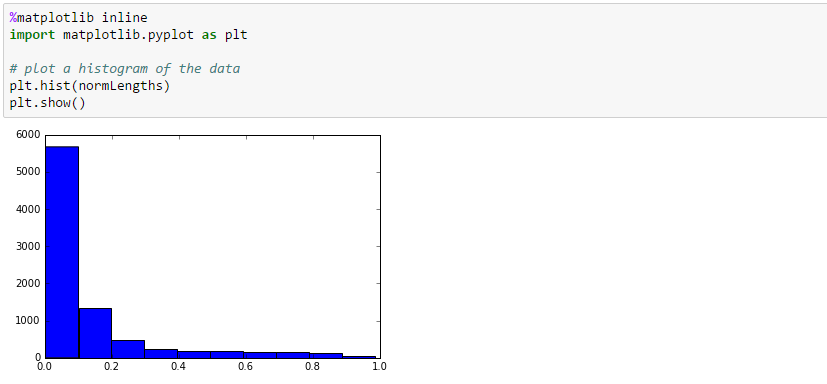 %matplotlib inline
import matplotlib.pyplot as plt
# plot a histogram of the data
plt.hist(normLengths)
plt.show()
6000
5000
4000
3000
2000
1000
0
0.0 0.2 0.4 0.6 0.8 1.0